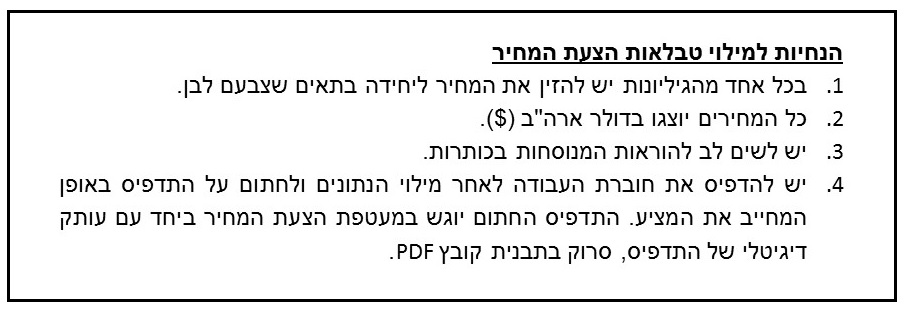 הנחיות למילוי טבלאות הצעת המחיר
1. בכל אחד מהגיליונות יש להזין את המחיר ליחידה בתאים שצבעם לבן.
2. כל המחירים יוצגו בדולר ארה"ב ($).
3. יש לשים לב להוראות המנוסחות בכותרות.
4. יש להדפיס את חוברת העבודה לאחר מילוי הנתונים ולחתום על התדפיס באופן
המחייב את המציע. התדפיס החתום יוגש במעטפת הצעת המחיר ביחד עם עותק
דיגיטלי של התדפיס, סרוק בתבנית קובץ PDF.